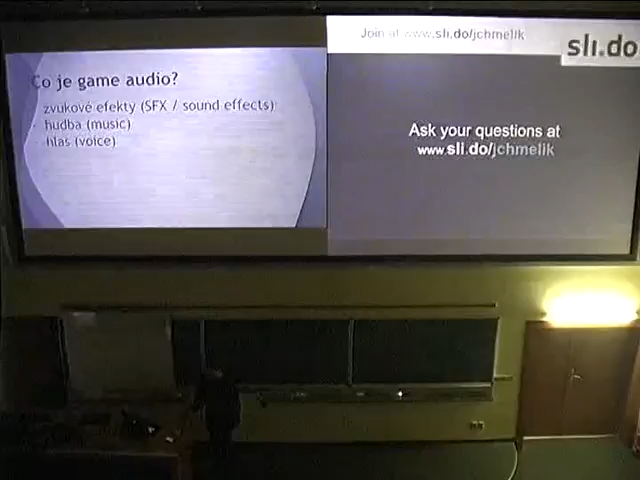 Co je game audio?
zvukové efekty (SFX / sound effects)
hudba (music)
hlas (voice)
Join at www.sli.do/jchmelik
sli.do
Ask your questions at
www.sli.do/jchmelik